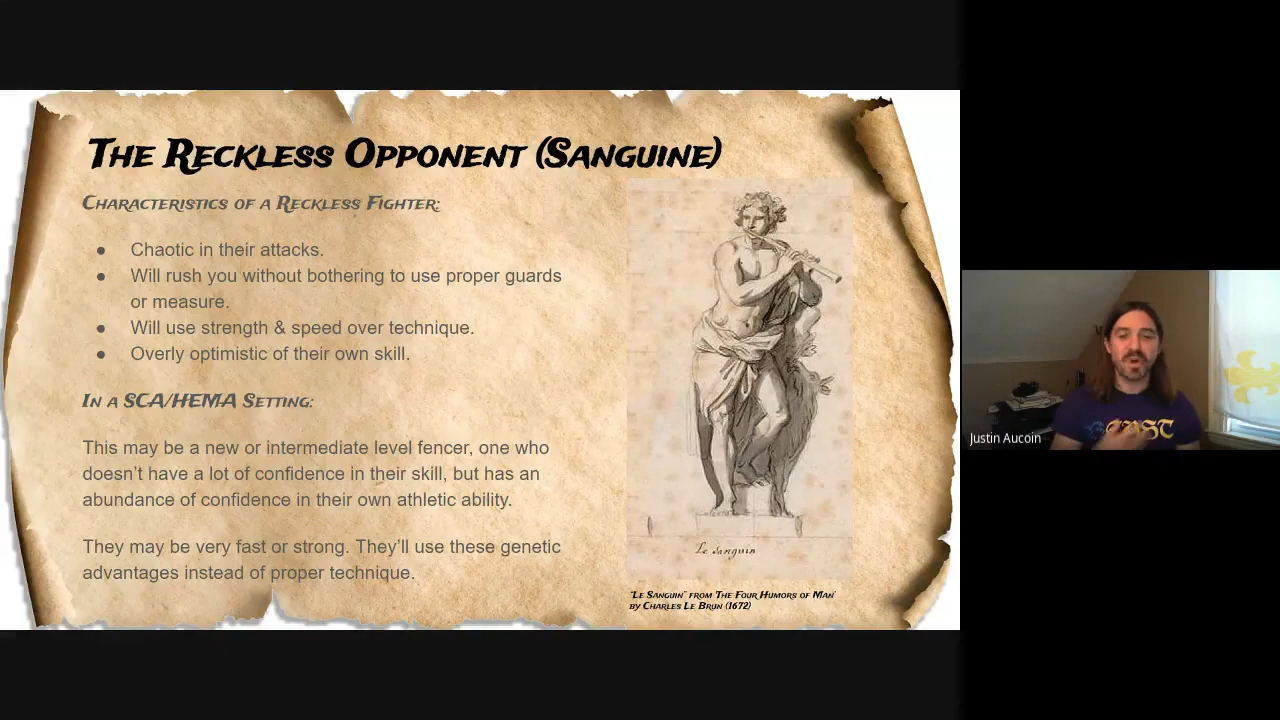 The Reckless Opponent (Sanguine)
Characteristics of a Reckless Fighter:
● Chaotic in their attacks.
● Will rush you without bothering to use proper guards
or measure.
● Will use strength & speed over technique.
● Overly optimistic of their own skill.
In a SCA/HEMA Setting:
This may be a new or intermediate level fencer, one who
doesn’t have a lot of confidence in their skill, but has an
abundance of confidence in their own athletic ability.
They may be very fast or strong. They’ll use these genetic
advantages instead of proper technique.
Le sanguin
"Le Sanguin" from The Four Humors of Man'
by Charles Le Brun (1672)
EAST
Justin Aucoin